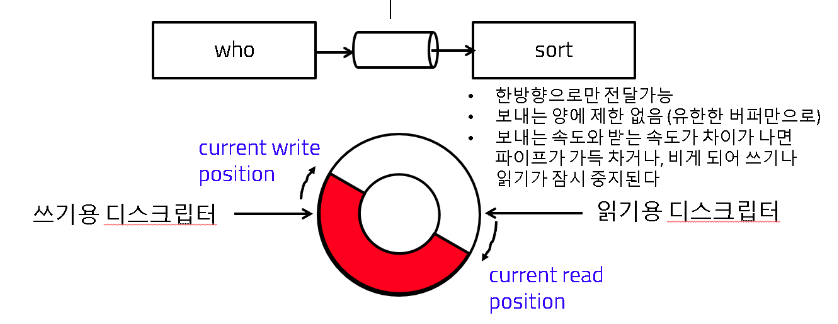 who
sort
• 한방향으로만 전달가능
• 보내는 양에 제한 없음 (유한한 버퍼만으로)
• 보내는 속도와 받는 속도가 차이가 나면
파이프가 가득 차거나, 비게 되어 쓰기나
읽기가 잠시 중지된다
current write
position
쓰기용 디스크립터
읽기용 디스크립터
current read
position